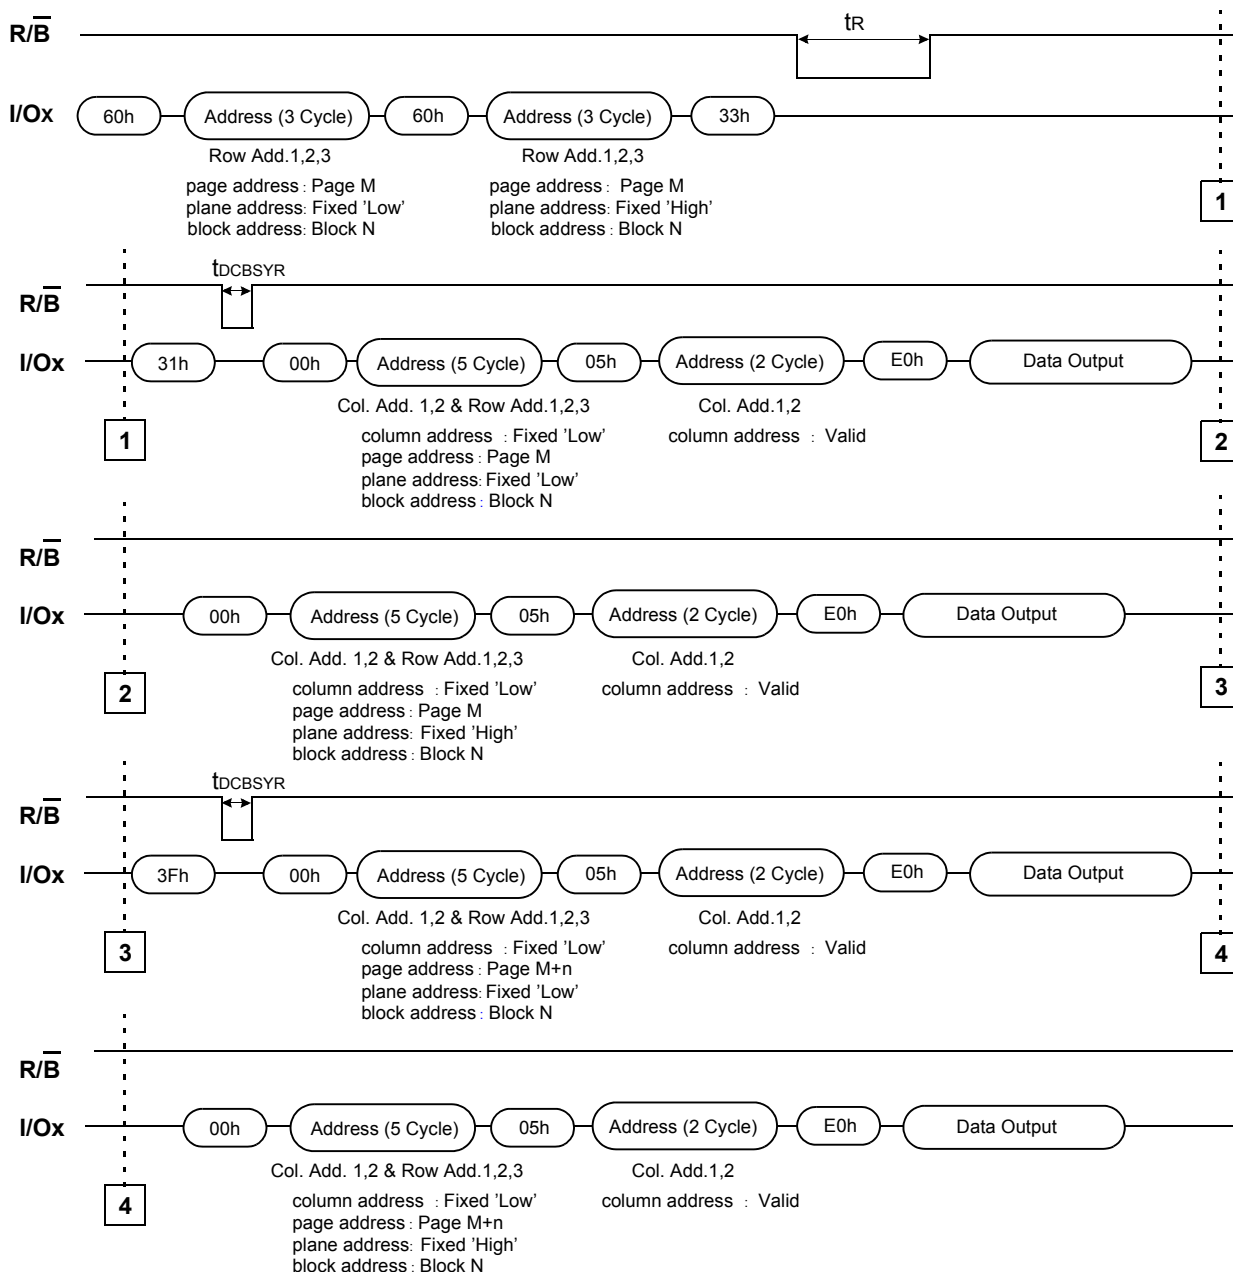 R/B tR
I/Ox 60h Address (3 Cycle) 60h Address (3 Cycle) 33h
Row Add.1,2,3 Row Add.1,2,3
page address : Page M page address : Page M
plane address: Fixed 'Low' plane address: Fixed 'High'
block address: Block N block address : Block N
1
tDCBSYR
R/B
I/Ox 31h 00h Address (5 Cycle) 05h Address (2 Cycle) E0h Data Output
Col. Add. 1,2 & Row Add.1,2,3 Col. Add.1,2
column address : Fixed 'Low' column address : Valid
page address : Page M
plane address: Fixed 'Low'
block address : Block N
1 2
R/B
I/Ox 00h Address (5 Cycle) 05h Address (2 Cycle) E0h Data Output
Col. Add. 1,2 & Row Add.1,2,3 Col. Add.1,2
column address : Fixed 'Low' column address : Valid
page address : Page M
plane address: Fixed 'High'
block address : Block N
2 3
tDCBSYR
R/B
I/Ox 3Fh 00h Address (5 Cycle) 05h Address (2 Cycle) E0h Data Output
Col. Add. 1,2 & Row Add.1,2,3 Col. Add.1,2
column address : Fixed 'Low' column address : Valid
page address : Page M+n
plane address: Fixed 'Low'
block address : Block N
3 4
R/B
I/Ox 00h Address (5 Cycle) 05h Address (2 Cycle) E0h Data Output
Col. Add. 1,2 & Row Add.1,2,3 Col. Add.1,2
column address : Fixed 'Low' column address : Valid
page address : Page M+n
plane address: Fixed 'High'
block address : Block N
4